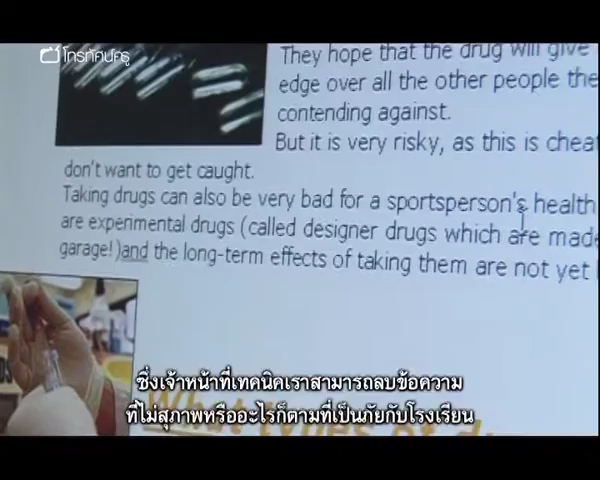 โทรทัศน์ครู
They hope that the drug will give
edge over all the other people the
contending against.
But it is very risky, as this is cheat
don't want to get caught.
Taking drugs can also be very bad for a sportsperson's health
are experimental drugs (called designer drugs which are made
garage!)and the long-term effects of taking them are not yet
What types of
ซึ่งเจ้าหน้าที่เทคนิคเราสามารถลบข้อความ
ที่ไม่สุภาพหรืออะไรก็ตามที่เป็นภัยกับโรงเรียน